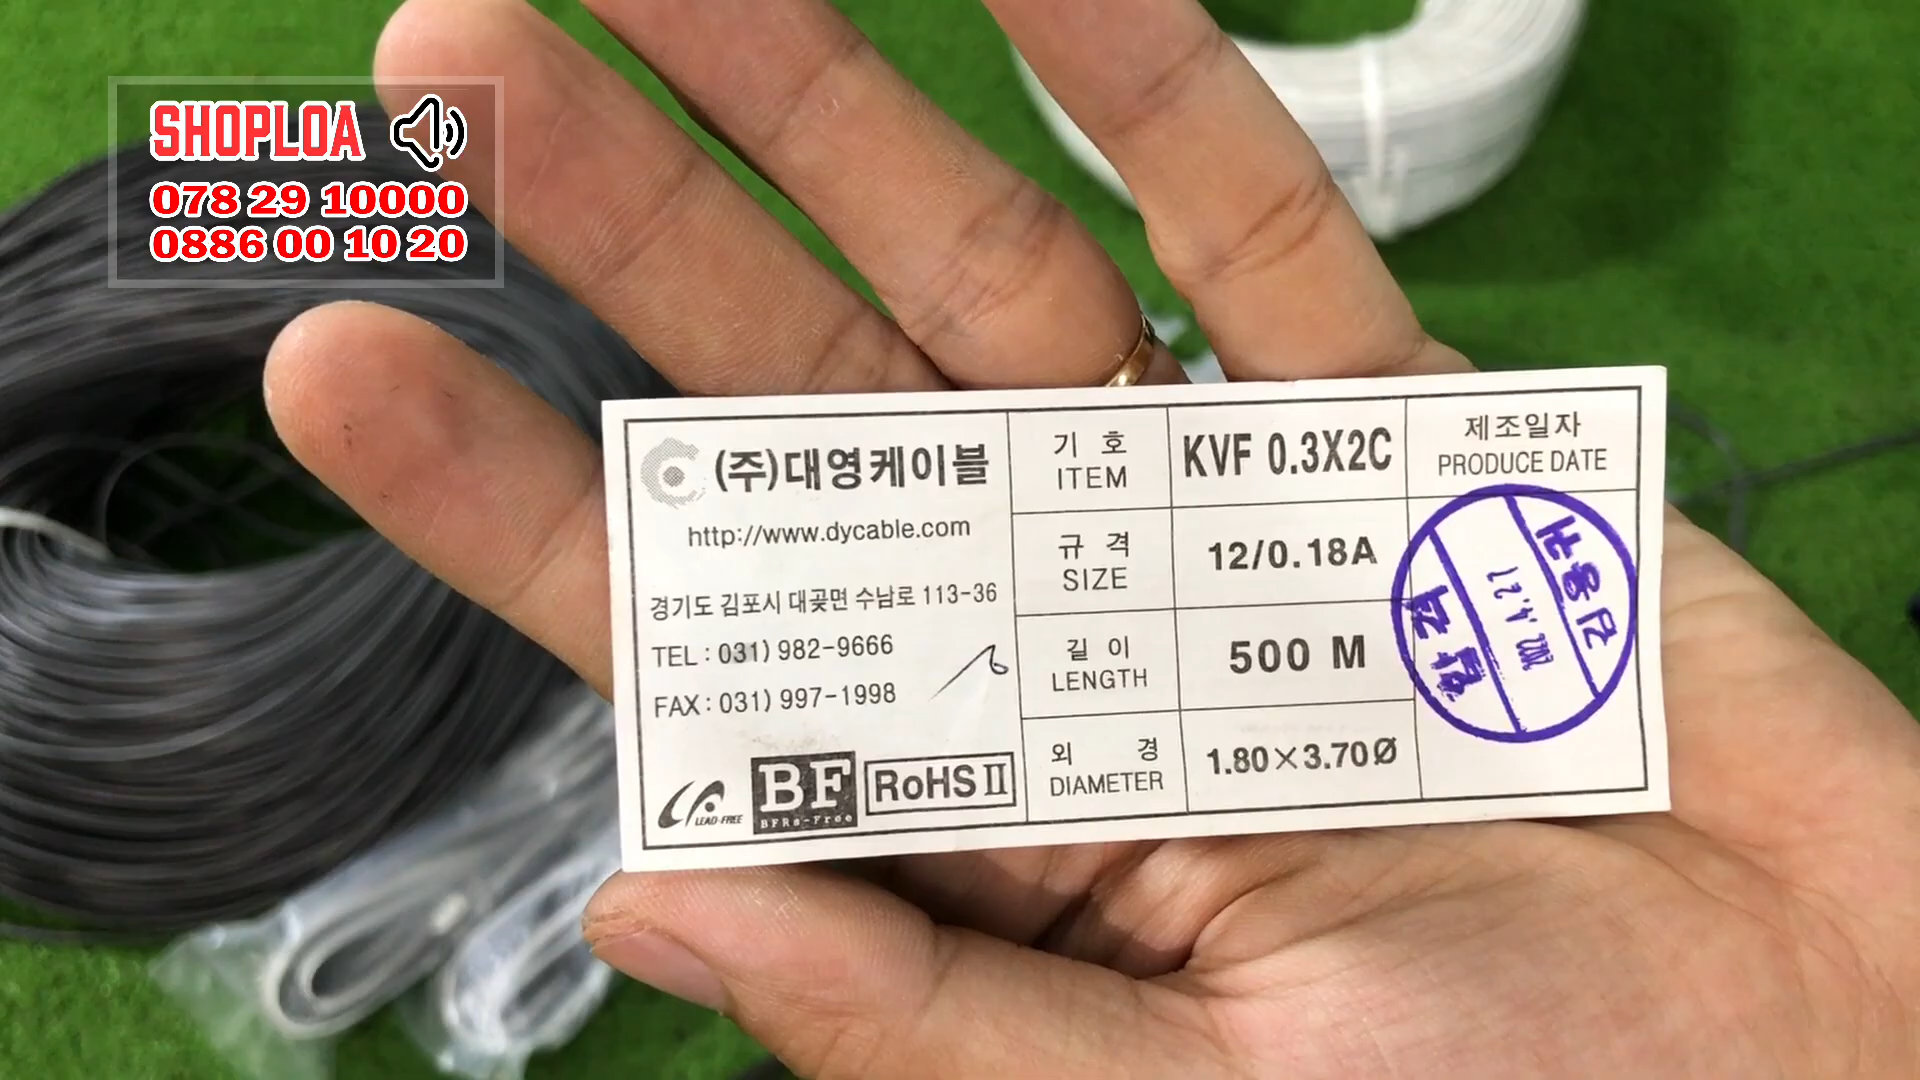 SHOPLOA
078 29 10000
0886 00 10 20
(주)대영케이블
http://www.dycable.com
경기도 김포시 대곶면 수남로 113-36
TEL : 031) 982-9666
FAX : 031) 997-1998
LEAD-FREE
BF
BFRs-Free
RoHS II
기 호
ITEM
KVF 0.3X2C
규 격
SIZE
12/0.18A
길 이
LENGTH
500 M
외 경
DIAMETER
1.80×3.70Ø
제조일자
PRODUCE DATE